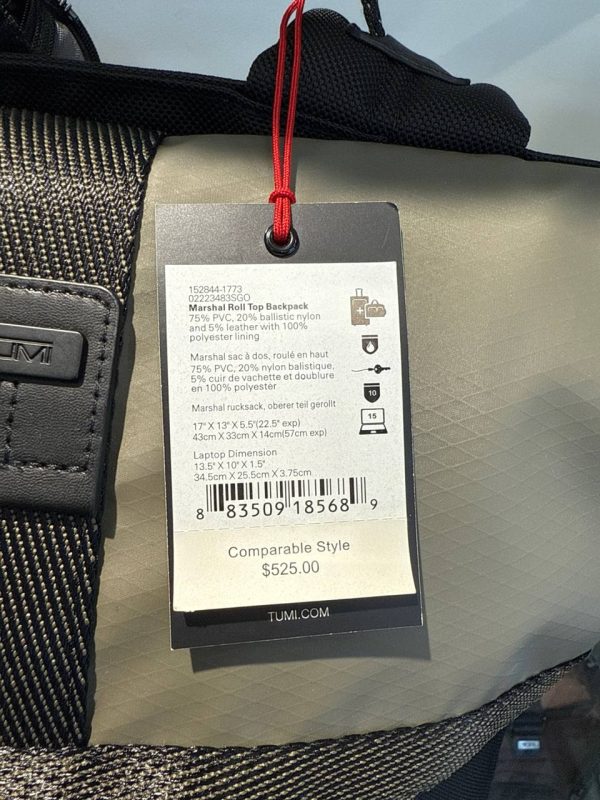 UMI
152844-1773
02223483SGO
Marshal Roll Top Backpack
75% PVC, 20% ballistic nylon
and 5% leather with 100%
polyester lining
Marshal sac à dos, roulé en haut
75% PVC, 20% nylon balistique,
5% cuir de vachette et doublure
en 100% polyester
Marshal rucksack, oberer teil gerollt
17" X 13" X 5.5"(22.5" exp)
43cm X 33cm X 14cm(57cm exp)
Laptop Dimension
13.5" X 10" X 1.5"
34.5cm X 25.5cm X 3.75cm
10
15
8 83509 18568 9
Comparable Style
$525.00
TUMI.COM